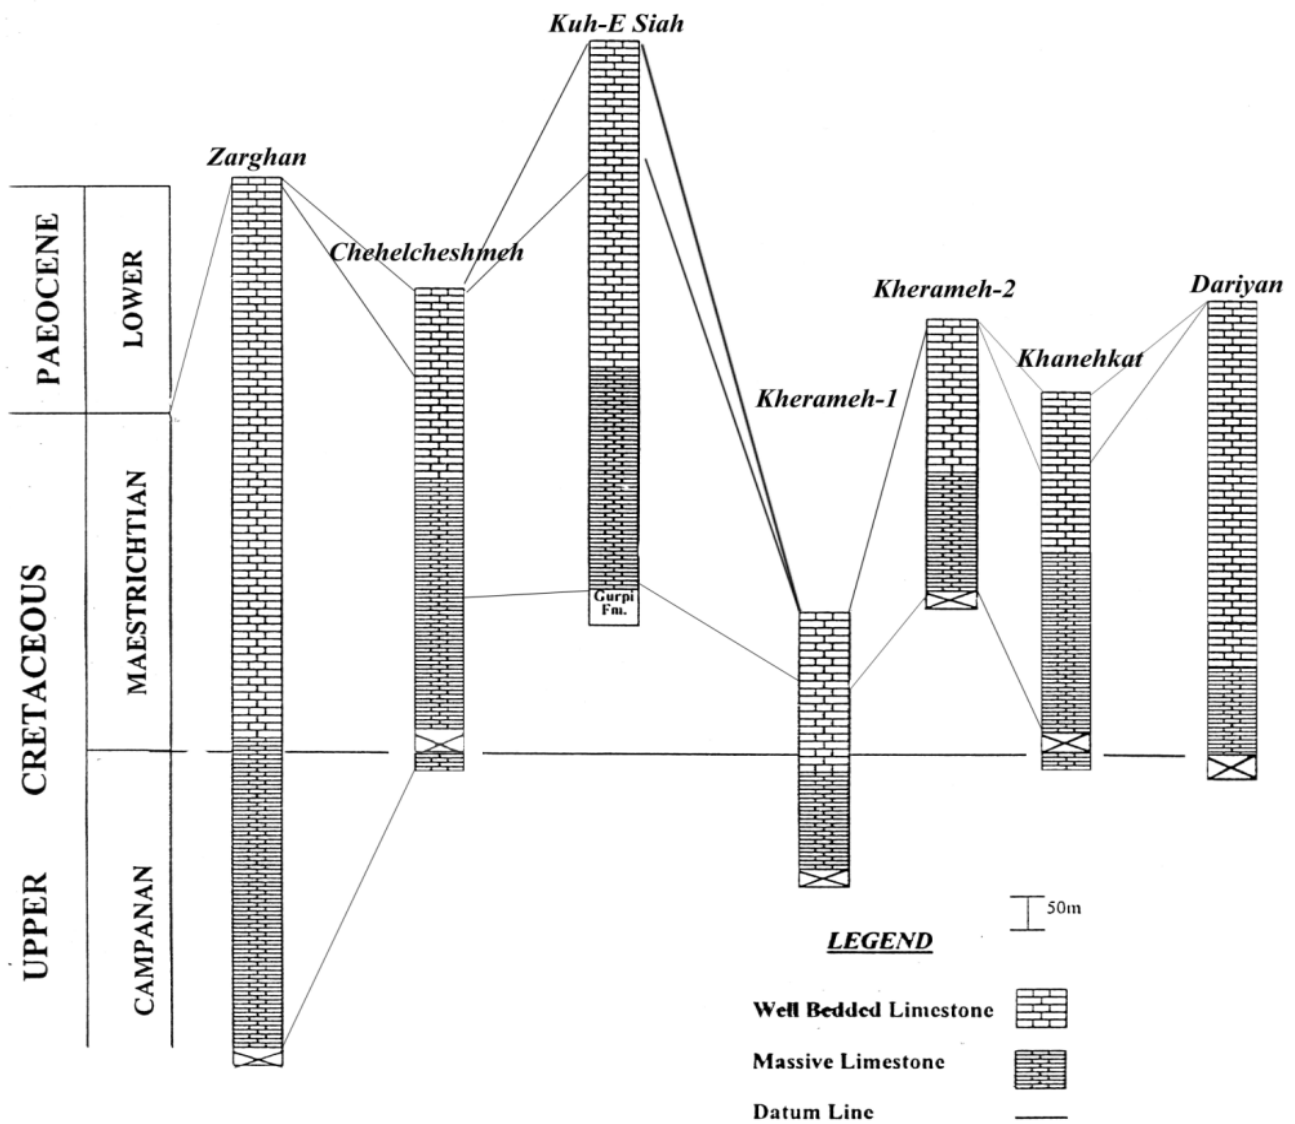 Kuh-E Siah
Zarghan
Chehelcheshmeh
Kherameh-2
Dariyan
Khanehkat
Kherameh-1
PAEOCENE
LOWER
UPPER CRETACEOUS
MAESTRICHTIAN
CAMPANAN
Gurpi
Fm.
50m
LEGEND
Well Bedded Limestone
Massive Limestone
Datum Line